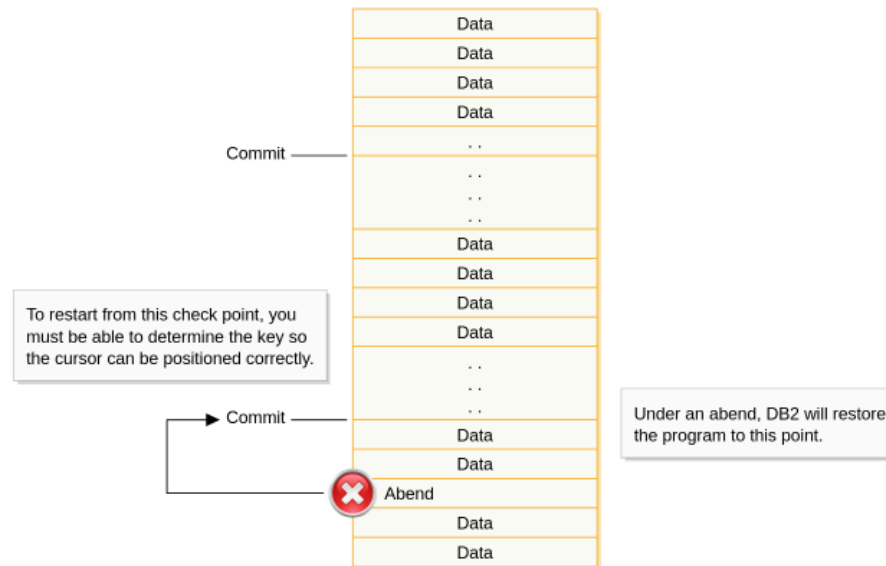 Data
Data
Data
Data
. .
Commit
. .
. .
. .
Data
Data
Data
Data
To restart from this check point, you
must be able to determine the key so
the cursor can be positioned correctly.
. .
. .
. .
Commit
Under an abend, DB2 will restore
the program to this point.
Data
Data
Abend
Data
Data